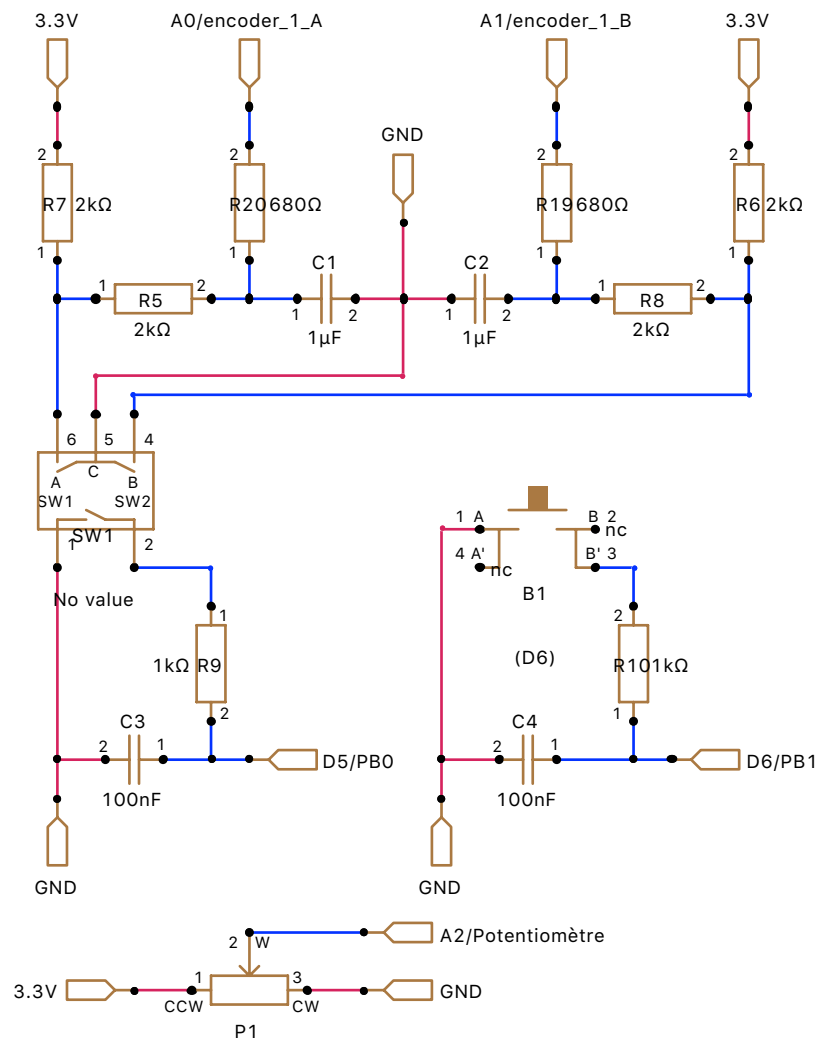 3.3V A0/encoder_1_A A1/encoder_1_B 3.3V
GND
2 2 2 2
R7 2kΩ R20 680Ω R19 680Ω R6 2kΩ
1 1 1 1
C1 C2
1 R5 2 1 2 1 2 1 R8 2
2kΩ 1µF 1µF 2kΩ
6 5 4
A C B
SW1 SW2
1 SW1 2
No value
1 A B 2
nc
4 A' nc B' 3
B1
1 2
1kΩ R9 (D6) R10 1kΩ
2 1
C3 C4
2 1 D5/PB0 2 1 D6/PB1
100nF 100nF
GND GND
2 W A2/Potentiomètre
3.3V 1 3 GND
CCW CW
P1